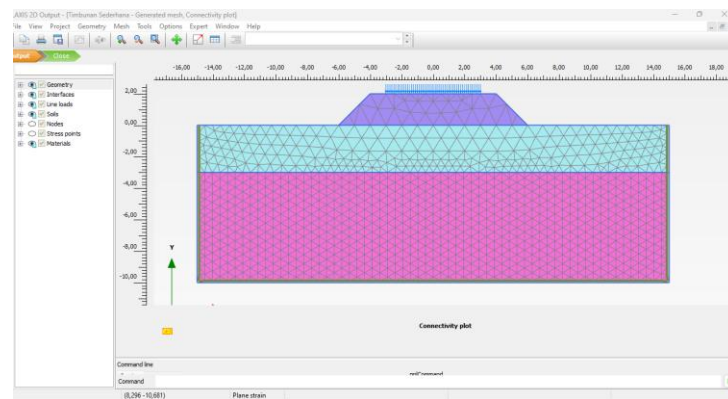 AXIS 2D Output - [Timbunan Sederhana - Generated mesh, Connectivity plot]
File View Project Geometry Mesh Tools Options Expert Window Help
Output Close
Geometry
Interfaces
Line loads
Soils
Nodes
Stress points
Materials
-16,00 -14,00 -12,00 -10,00 -8,00 -6,00 -4,00 -2,00 0,00 2,00 4,00 6,00 8,00 10,00 12,00 14,00 16,00 18,00
2,00
0,00
-2,00
-4,00
-6,00
-8,00
-10,00
Y
Connectivity plot
Command line
Command
(8,296 -10,681) Plane strain